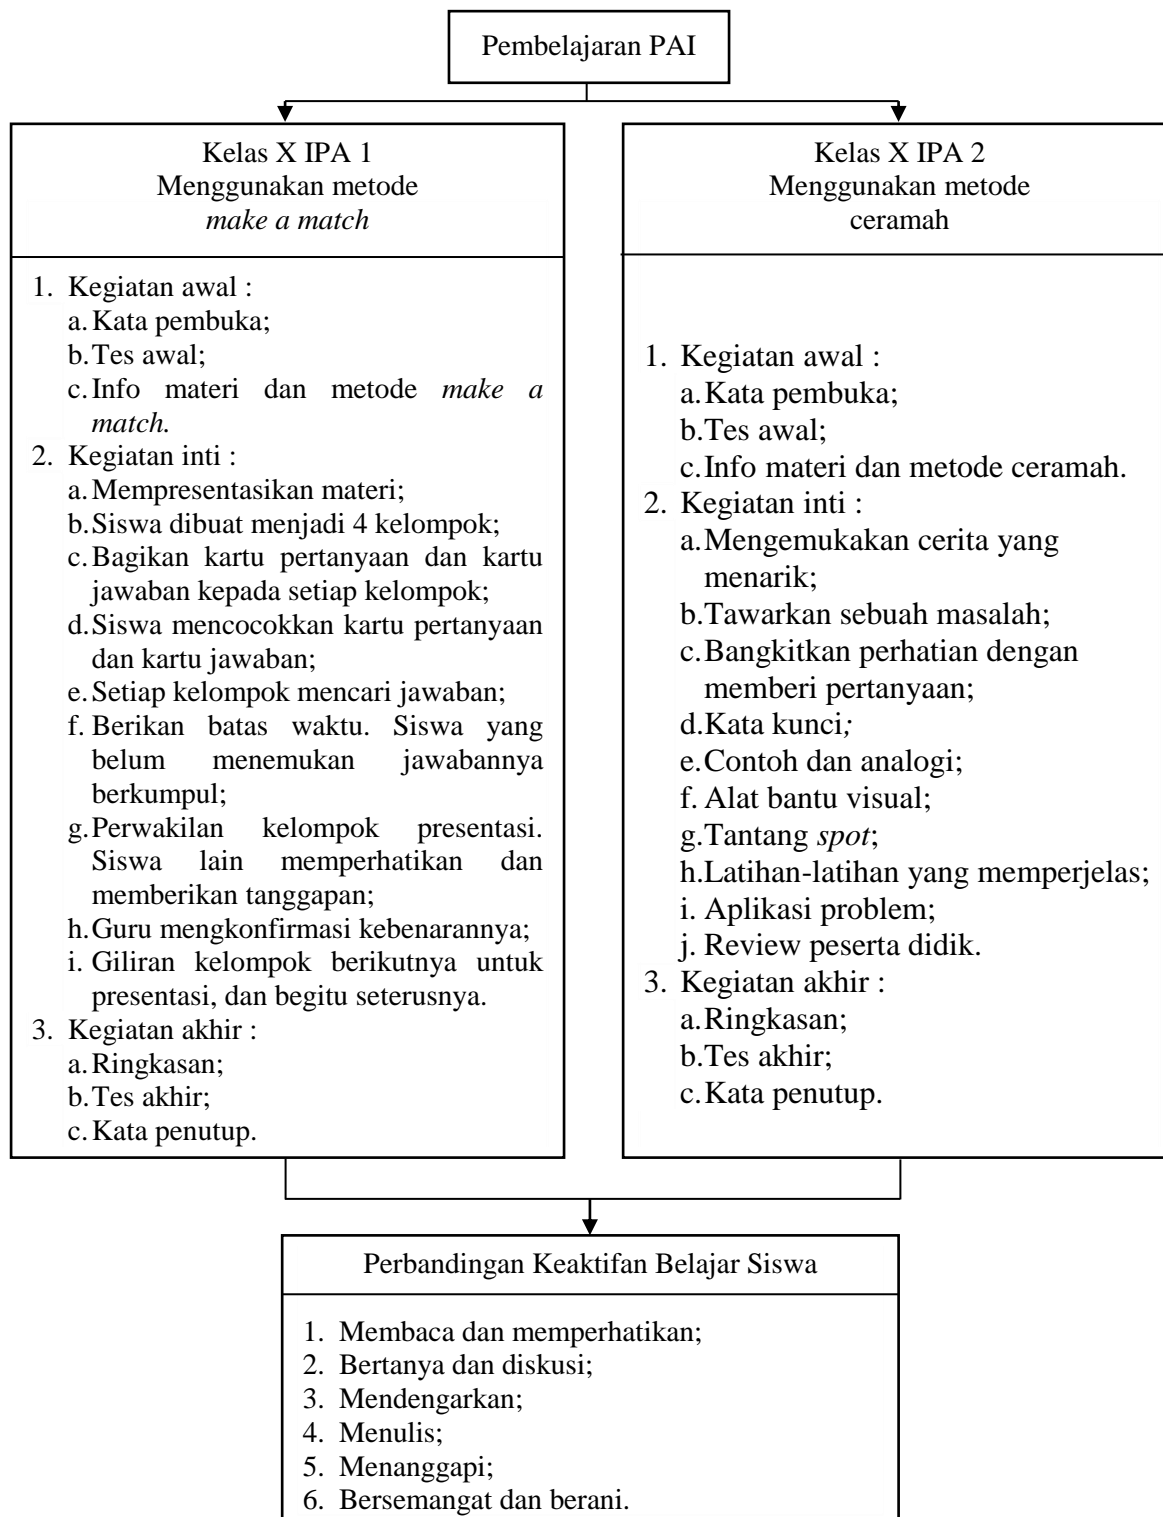 Pembelajaran PAI
Kelas X IPA 1
Menggunakan metode
make a match
1. Kegiatan awal :
a. Kata pembuka;
b. Tes awal;
c. Info materi dan metode make a
match.
2. Kegiatan inti :
a. Mempresentasikan materi;
b. Siswa dibuat menjadi 4 kelompok;
c. Bagikan kartu pertanyaan dan kartu
jawaban kepada setiap kelompok;
d. Siswa mencocokkan kartu pertanyaan
dan kartu jawaban;
e. Setiap kelompok mencari jawaban;
f. Berikan batas waktu. Siswa yang
belum menemukan jawabannya
berkumpul;
g. Perwakilan kelompok presentasi.
Siswa lain memperhatikan dan
memberikan tanggapan;
h. Guru mengkonfirmasi kebenarannya;
i. Giliran kelompok berikutnya untuk
presentasi, dan begitu seterusnya.
3. Kegiatan akhir :
a. Ringkasan;
b. Tes akhir;
c. Kata penutup.
Kelas X IPA 2
Menggunakan metode
ceramah
1. Kegiatan awal :
a. Kata pembuka;
b. Tes awal;
c. Info materi dan metode ceramah.
2. Kegiatan inti :
a. Mengemukakan cerita yang
menarik;
b. Tawarkan sebuah masalah;
c. Bangkitkan perhatian dengan
memberi pertanyaan;
d. Kata kunci;
e. Contoh dan analogi;
f. Alat bantu visual;
g. Tantang spot;
h. Latihan-latihan yang memperjelas;
i. Aplikasi problem;
j. Review peserta didik.
3. Kegiatan akhir :
a. Ringkasan;
b. Tes akhir;
c. Kata penutup.
Perbandingan Keaktifan Belajar Siswa
1. Membaca dan memperhatikan;
2. Bertanya dan diskusi;
3. Mendengarkan;
4. Menulis;
5. Menanggapi;
6. Bersemangat dan berani.